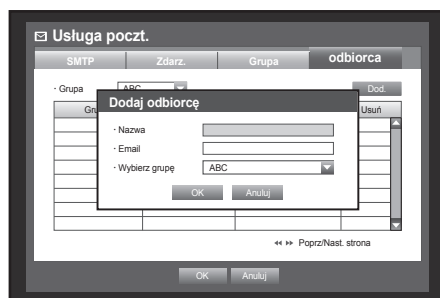 Usługa poczt.
SMTP Zdarz. Grupa odbiorca
· Grupa ABC Dod.
Usuń
Dodaj odbiorcę
· Nazwa
· Email
· Wybierz grupę ABC
OK Anuluj
Poprz/Nast. strona
OK Anuluj